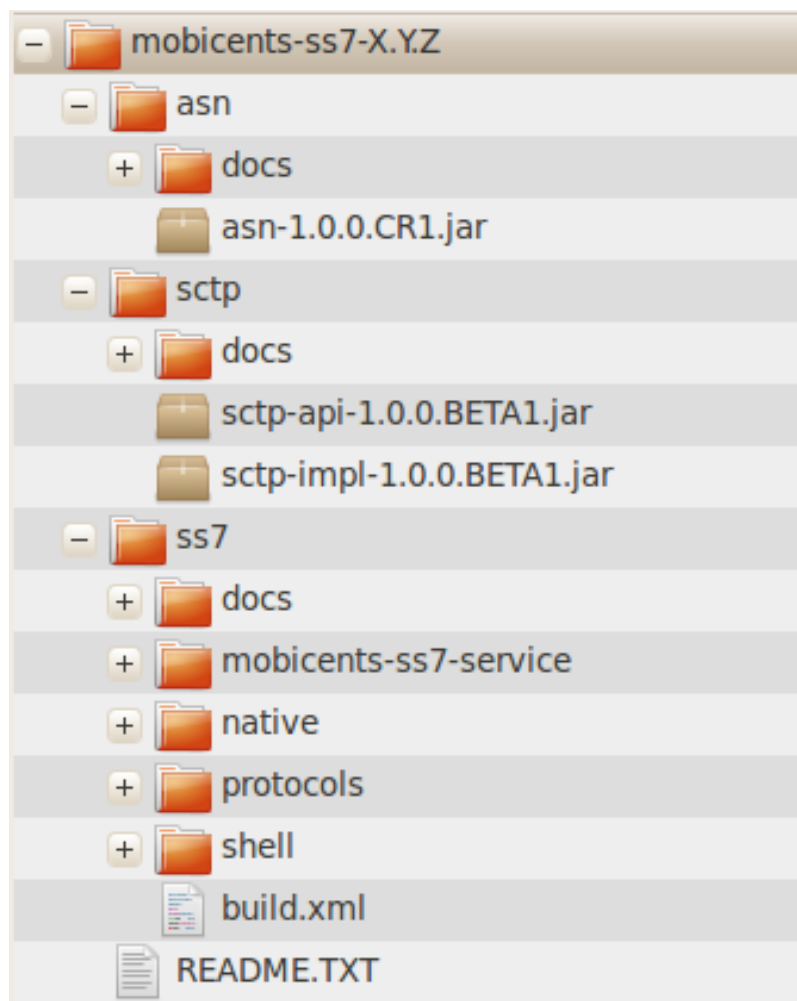 mobicents-ss7-X.Y.Z
asn
docs
asn-1.0.0.CR1.jar
sctp
docs
sctp-api-1.0.0.BETA1.jar
sctp-impl-1.0.0.BETA1.jar
ss7
docs
mobicents-ss7-service
native
protocols
shell
build.xml
README.TXT